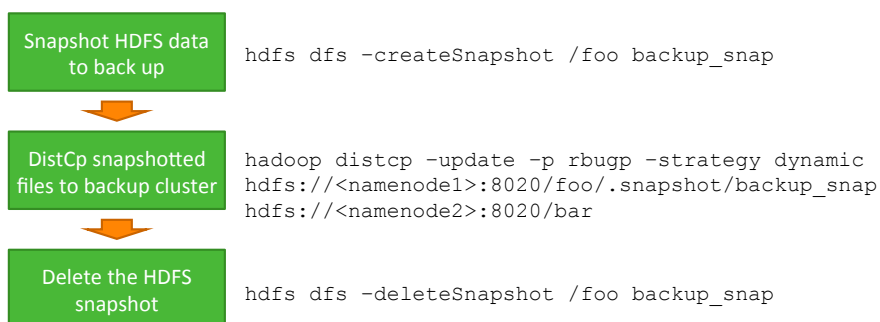 Snapshot HDFS data
to back up
hdfs dfs –createSnapshot /foo backup_snap
DistCp snapshotted
files to backup cluster
hadoop distcp –update –p rbugp –strategy dynamic
hdfs://<namenode1>:8020/foo/.snapshot/backup_snap
hdfs://<namenode2>:8020/bar
Delete the HDFS
snapshot
hdfs dfs –deleteSnapshot /foo backup_snap